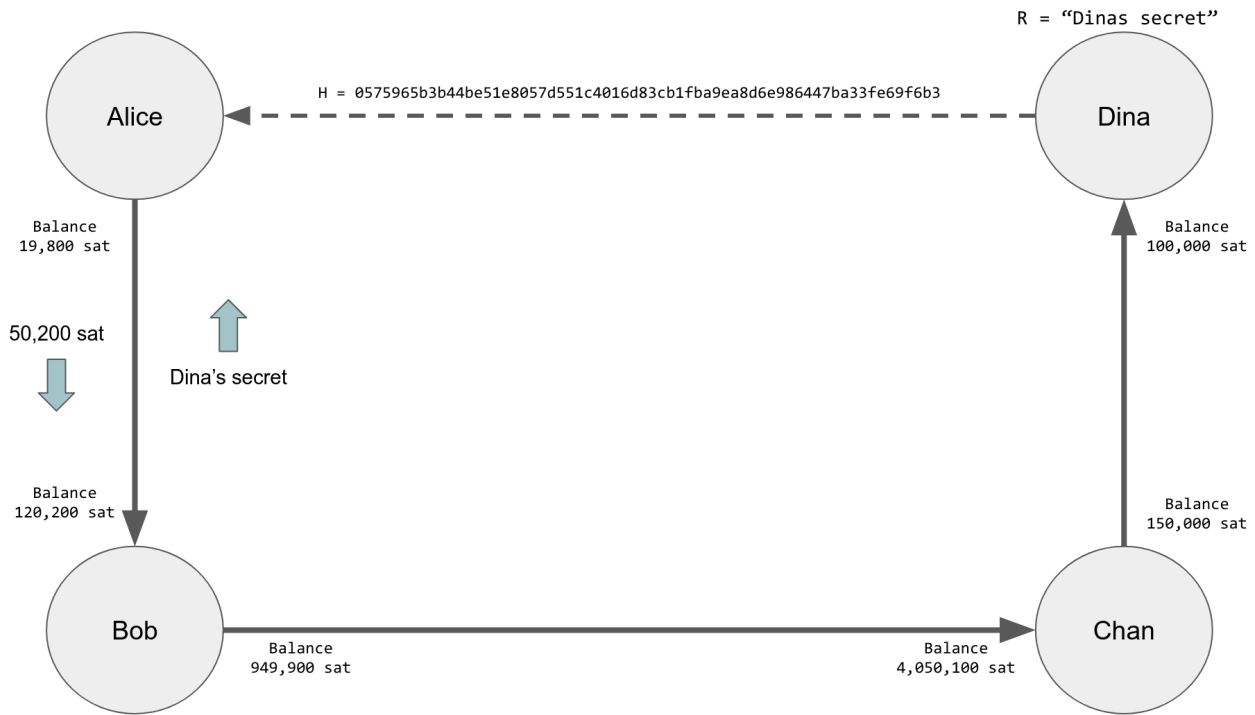 R = “Dinas secret”
H = 0575965b3b44be51e8057d551c4016d83cb1fba9ea8d6e986447ba33fe69f6b3
Alice
Dina
Balance
19,800 sat
Balance
100,000 sat
50,200 sat
Dina’s secret
Balance
120,200 sat
Balance
150,000 sat
Bob
Chan
Balance
949,900 sat
Balance
4,050,100 sat